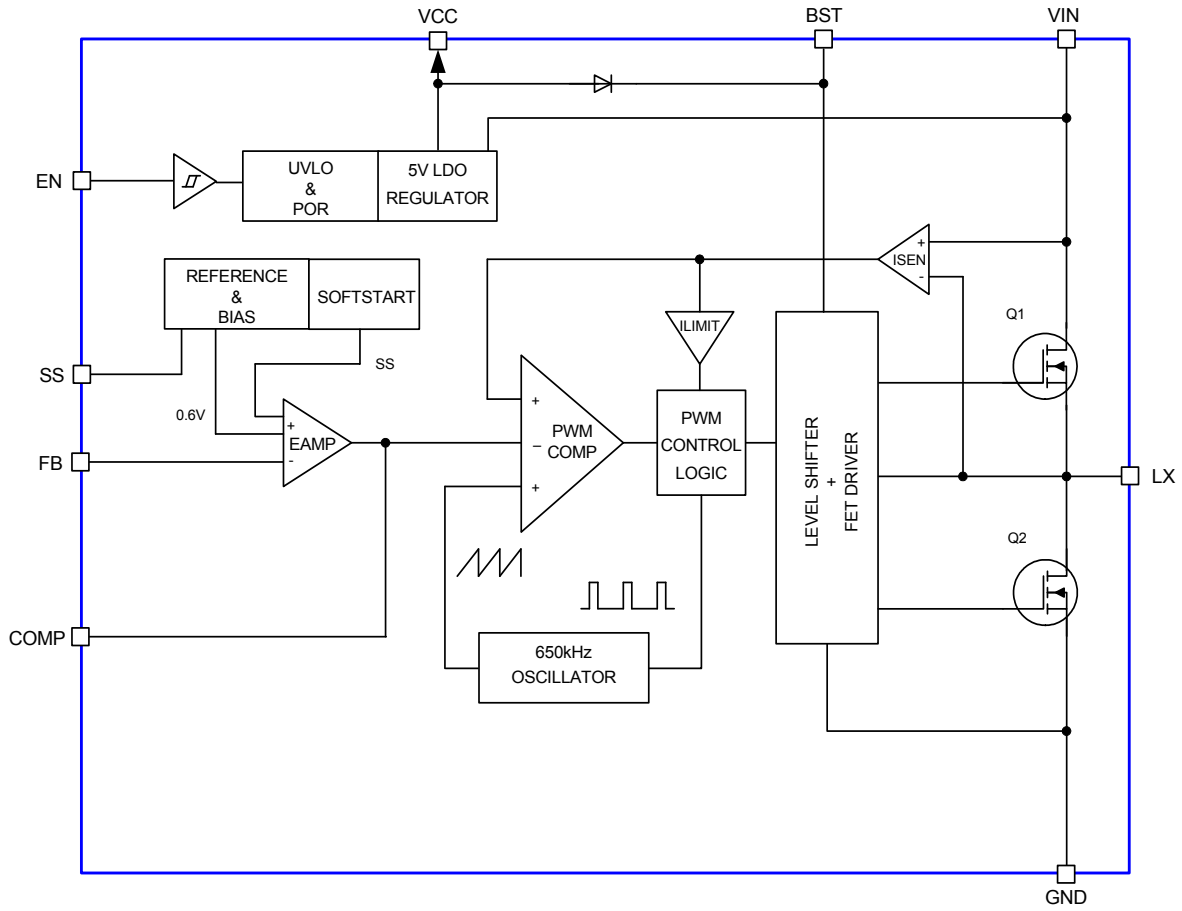 VCC
BST
VIN
EN
UVLO
&
POR
5V LDO
REGULATOR
REFERENCE
&
BIAS
SOFTSTART
+
ISEN
-
SS
SS
0.6V
+
EAMP
-
FB
ILIMIT
Q1
+
PWM
COMP
–
+
PWM
CONTROL
LOGIC
LEVEL SHIFTER
+
FET DRIVER
LX
Q2
COMP
650kHz
OSCILLATOR
GND